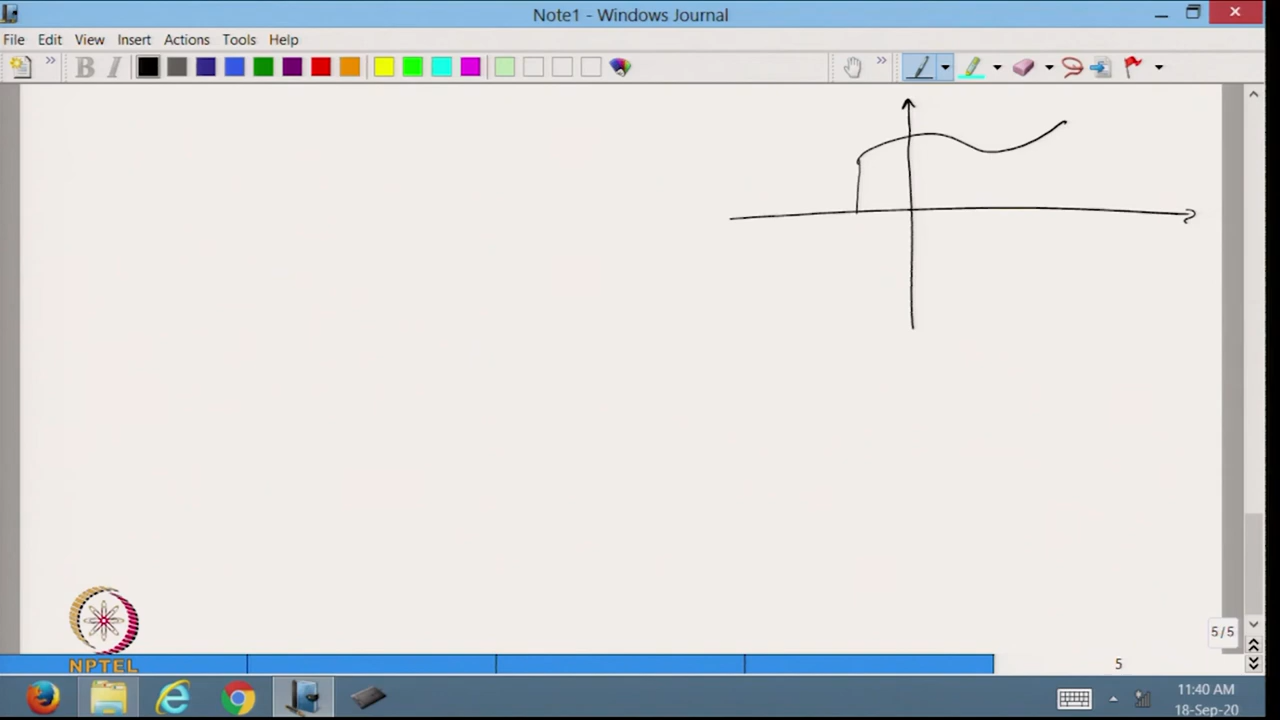 Note1 - Windows Journal
File Edit View Insert Actions Tools Help
B I
5/5
NPTEL
5
11:40 AM
18-Sep-20